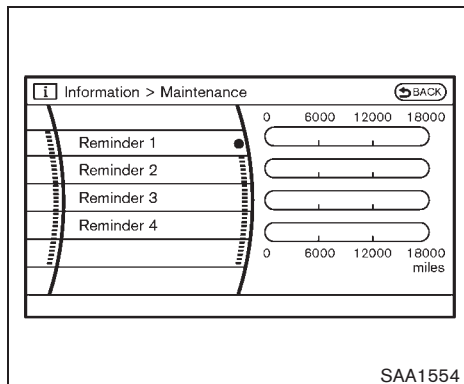 i Information > Maintenance BACK
0 6000 12000 18000
Reminder 1
Reminder 2
Reminder 3
Reminder 4
0 6000 12000 18000
miles
SAA1554